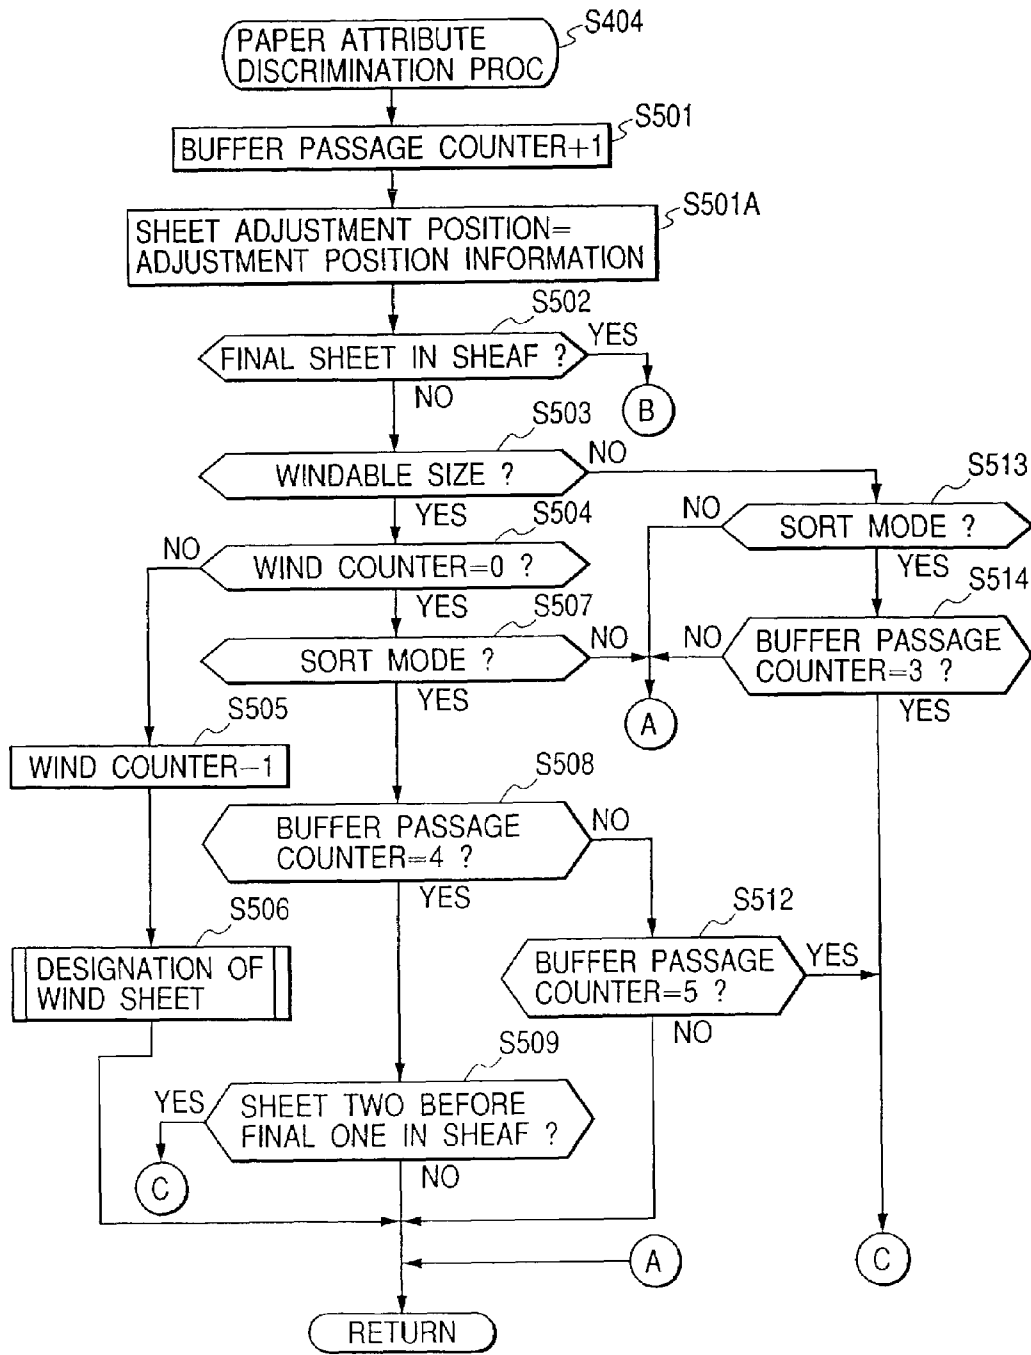 S404
PAPER ATTRIBUTE
DISCRIMINATION PROC
S501
BUFFER PASSAGE COUNTER+1
S501A
SHEET ADJUSTMENT POSITION=
ADJUSTMENT POSITION INFORMATION
S502
FINAL SHEET IN SHEAF ?
YES
NO
B
S503
WINDABLE SIZE ?
NO
YES
S513
SORT MODE ?
NO
YES
S504
WIND COUNTER=0 ?
NO
YES
S514
BUFFER PASSAGE
COUNTER=3 ?
NO
YES
S507
SORT MODE ?
NO
YES
A
S505
WIND COUNTER-1
S508
BUFFER PASSAGE
COUNTER=4 ?
NO
YES
S506
DESIGNATION OF
WIND SHEET
S512
BUFFER PASSAGE
COUNTER=5 ?
YES
NO
S509
SHEET TWO BEFORE
FINAL ONE IN SHEAF ?
YES
NO
C
A
C
RETURN